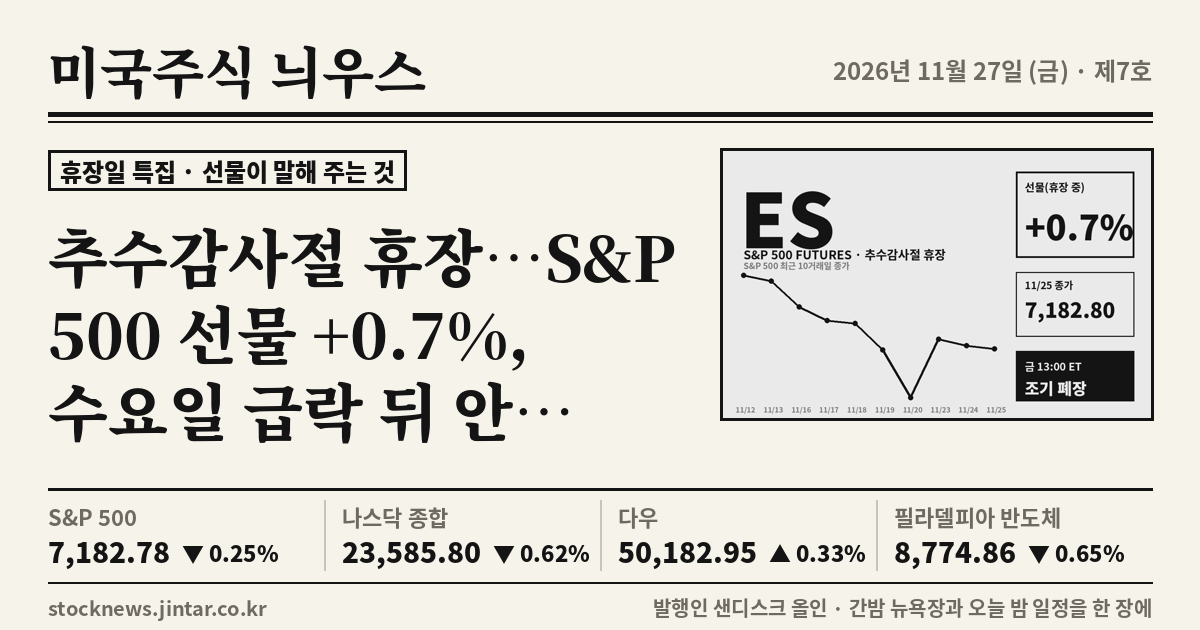 미국주식 늬우스
2026년 11월 27일 (금) · 제7호
휴장일 특집 · 선물이 말해 주는 것
추수감사절 휴장…S&P
500 선물 +0.7%,
수요일 급락 뒤 안…
ES
S&P 500 FUTURES · 추수감사절 휴장
S&P 500 최근 10거래일 종가
11/12 11/13 11/16 11/17 11/18 11/19 11/20 11/23 11/24 11/25
선물(휴장 중)
+0.7%
11/25 종가
7,182.80
금 13:00 ET
조기 폐장
S&P 500
7,182.78 ▼ 0.25%
나스닥 종합
23,585.80 ▼ 0.62%
다우
50,182.95 ▲ 0.33%
필라델피아 반도체
8,774.86 ▼ 0.65%
stocknews.jintar.co.kr
발행인 샌디스크 올인 · 간밤 뉴욕장과 오늘 밤 일정을 한 장에